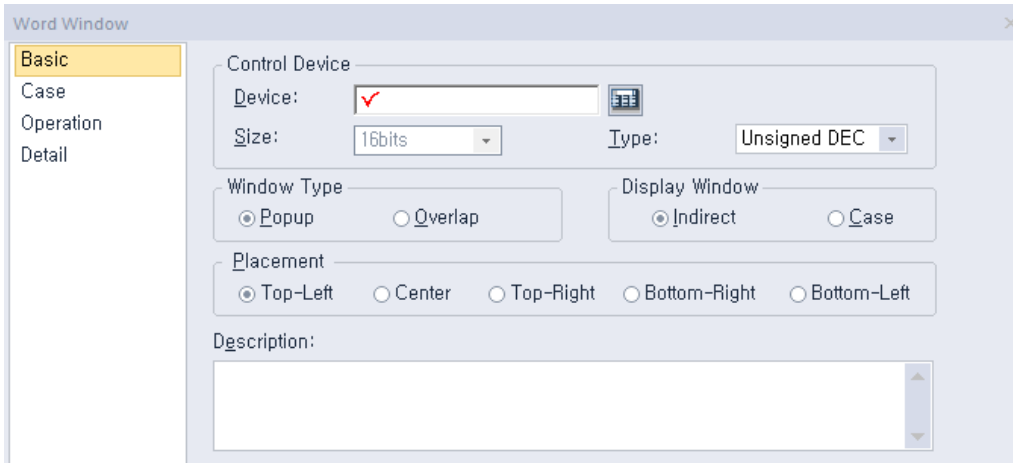 Word Window
Basic
Case
Operation
Detail
Control Device
Device:
Size: 16bits Type: Unsigned DEC
Window Type
Popup Overlap
Display Window
Indirect Case
Placement
Top-Left Center Top-Right Bottom-Right Bottom-Left
Description: